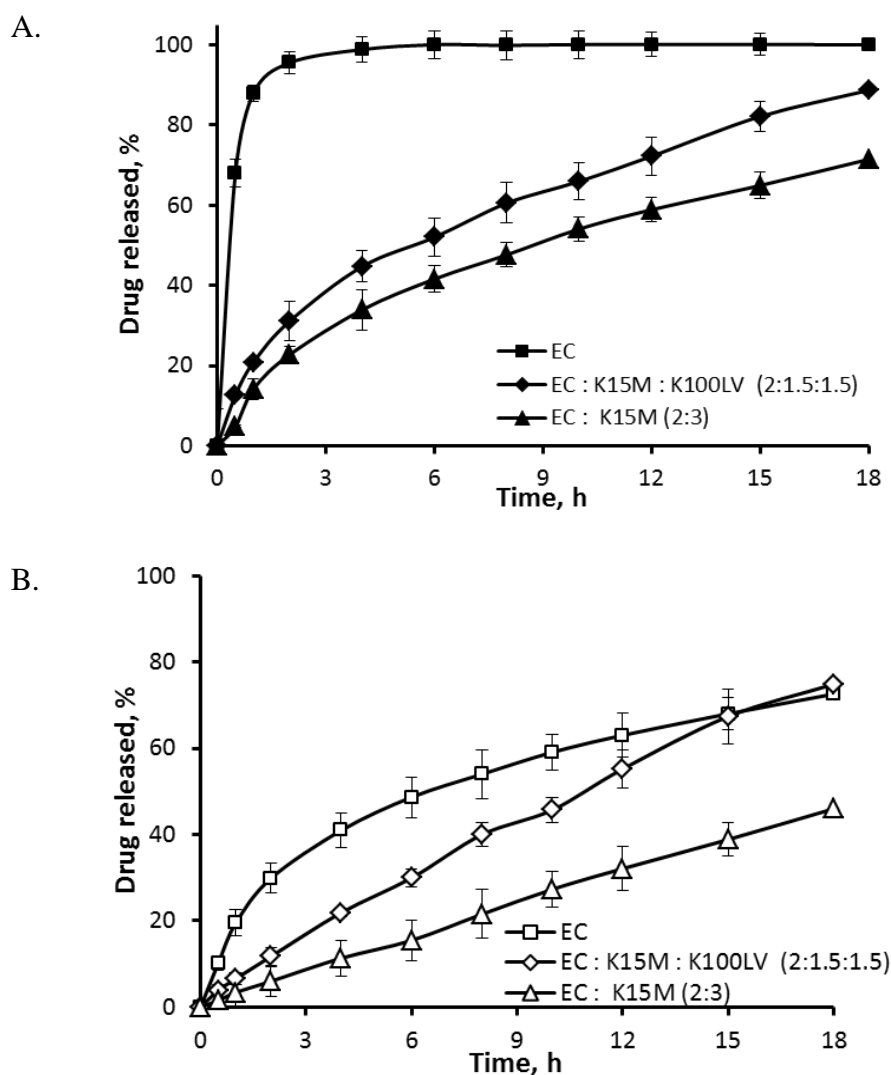 A.
Drug released, %
100
80
60
40
20
0
EC
EC : K15M : K100LV (2:1.5:1.5)
EC : K15M (2:3)
0 3 6 9 12 15 18
Time, h
B.
Drug released, %
100
80
60
40
20
0
EC
EC : K15M : K100LV (2:1.5:1.5)
EC : K15M (2:3)
0 3 6 9 12 15 18
Time, h